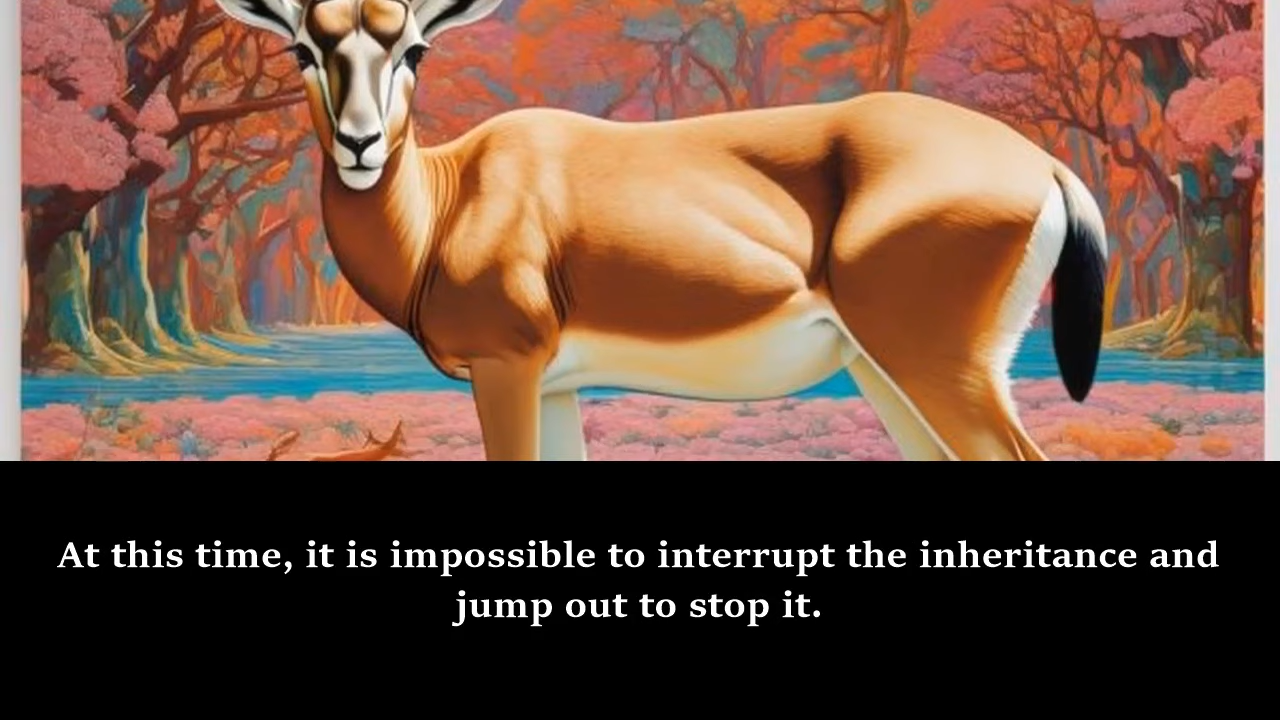 At this time, it is impossible to interrupt the inheritance and
jump out to stop it.